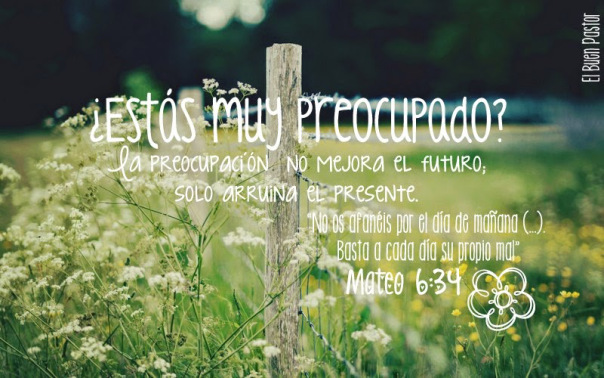 ¿Estás muy preocupado?
La preocupación no mejora el futuro;
solo arruina el presente.
"No os afanéis por el día de mañana (...).
Basta a cada día su propio mal"
Mateo 6:34
El Buen Pastor